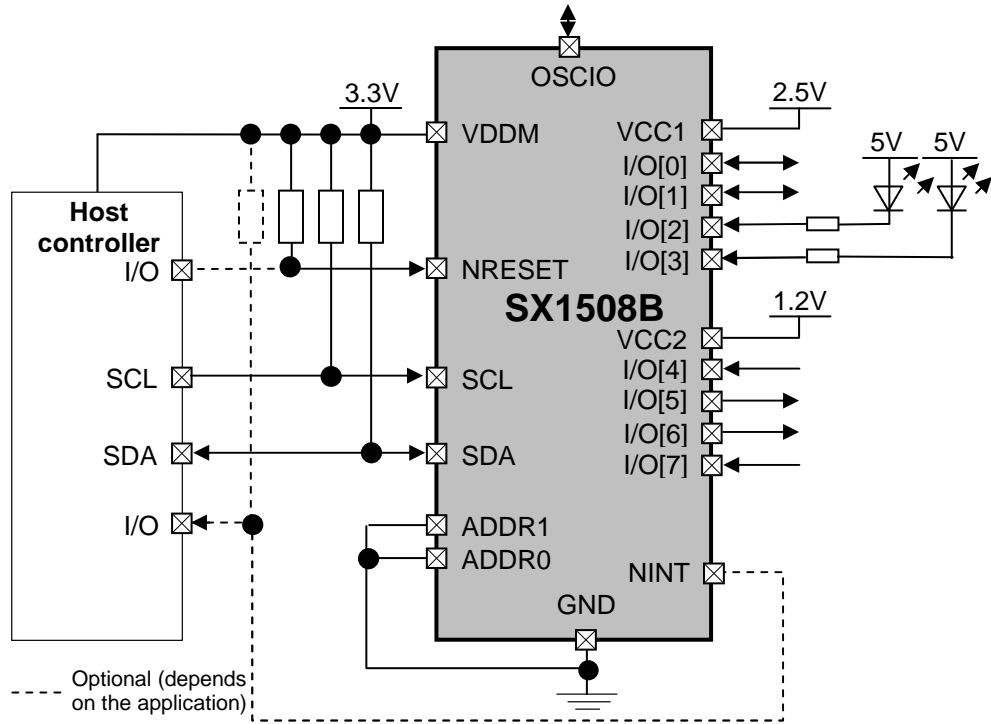 OSCIO
3.3V
VDDM
VCC1
2.5V
I/O[0]
I/O[1]
I/O[2]
I/O[3]
5V
5V
Host
controller
I/O
NRESET
SX1508B
1.2V
VCC2
I/O[4]
I/O[5]
I/O[6]
I/O[7]
SCL
SCL
SDA
SDA
I/O
ADDR1
ADDR0
NINT
GND
Optional (depends
on the application)